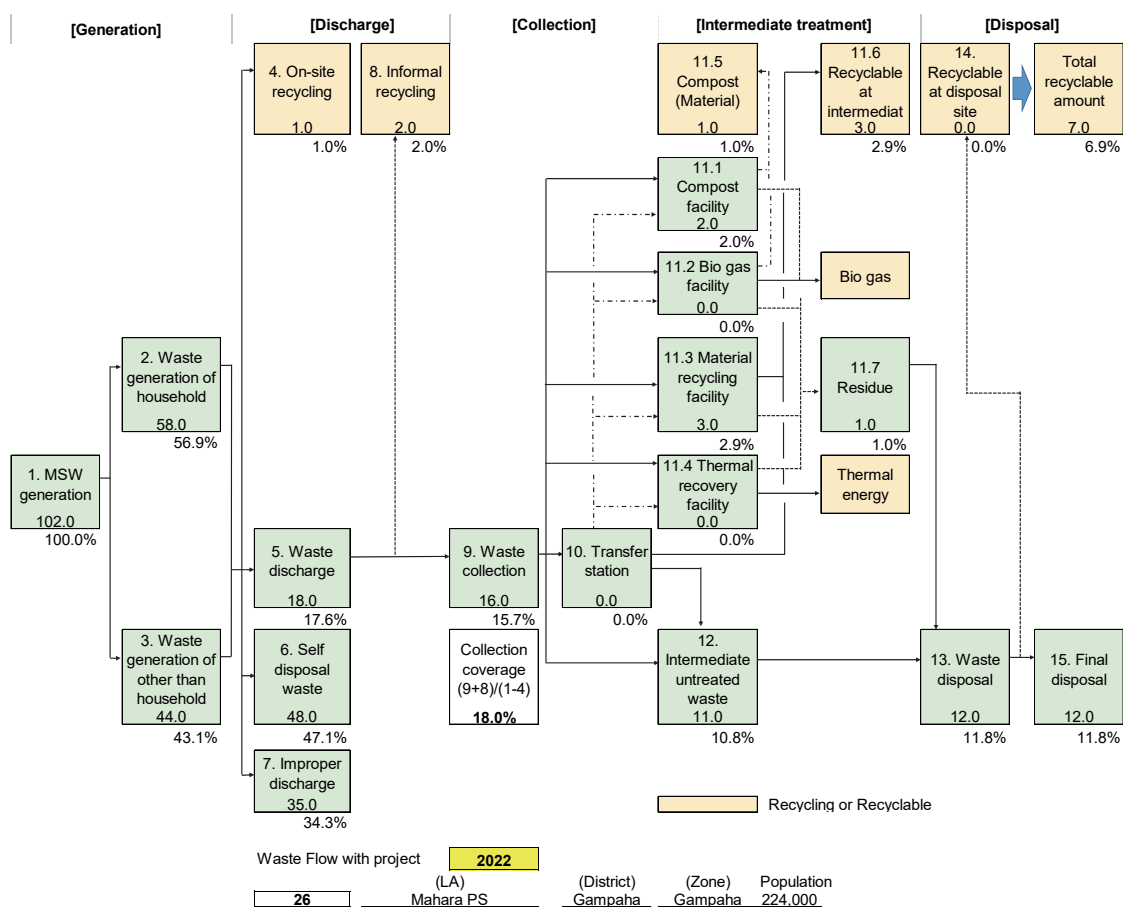 [Generation]
[Discharge]
[Collection]
[Intermediate treatment]
[Disposal]
4. On-site
recycling
1.0
1.0%
8. Informal
recycling
2.0
2.0%
11.5
Compost
(Material)
1.0
1.0%
11.6
Recyclable
at
intermediat
3.0
2.9%
14.
Recyclable
at disposal
site
0.0
0.0%
Total
recyclable
amount
7.0
6.9%
11.1
Compost
facility
2.0
2.0%
11.2 Bio gas
facility
0.0
0.0%
Bio gas
2. Waste
generation of
household
58.0
56.9%
11.3 Material
recycling
facility
3.0
2.9%
11.7
Residue
1.0
1.0%
1. MSW
generation
102.0
100.0%
11.4 Thermal
recovery
facility
0.0
0.0%
Thermal
energy
5. Waste
discharge
18.0
17.6%
9. Waste
collection
16.0
15.7%
10. Transfer
station
0.0
0.0%
3. Waste
generation of
other than
household
44.0
43.1%
6. Self
disposal
waste
48.0
47.1%
Collection
coverage
(9+8)/(1-4)
18.0%
12.
Intermediate
untreated
waste
11.0
10.8%
13. Waste
disposal
12.0
11.8%
15. Final
disposal
12.0
11.8%
7. Improper
discharge
35.0
34.3%
Recycling or Recyclable
Waste Flow with project 2022
(LA) (District) (Zone) Population
26 Mahara PS Gampaha Gampaha 224,000